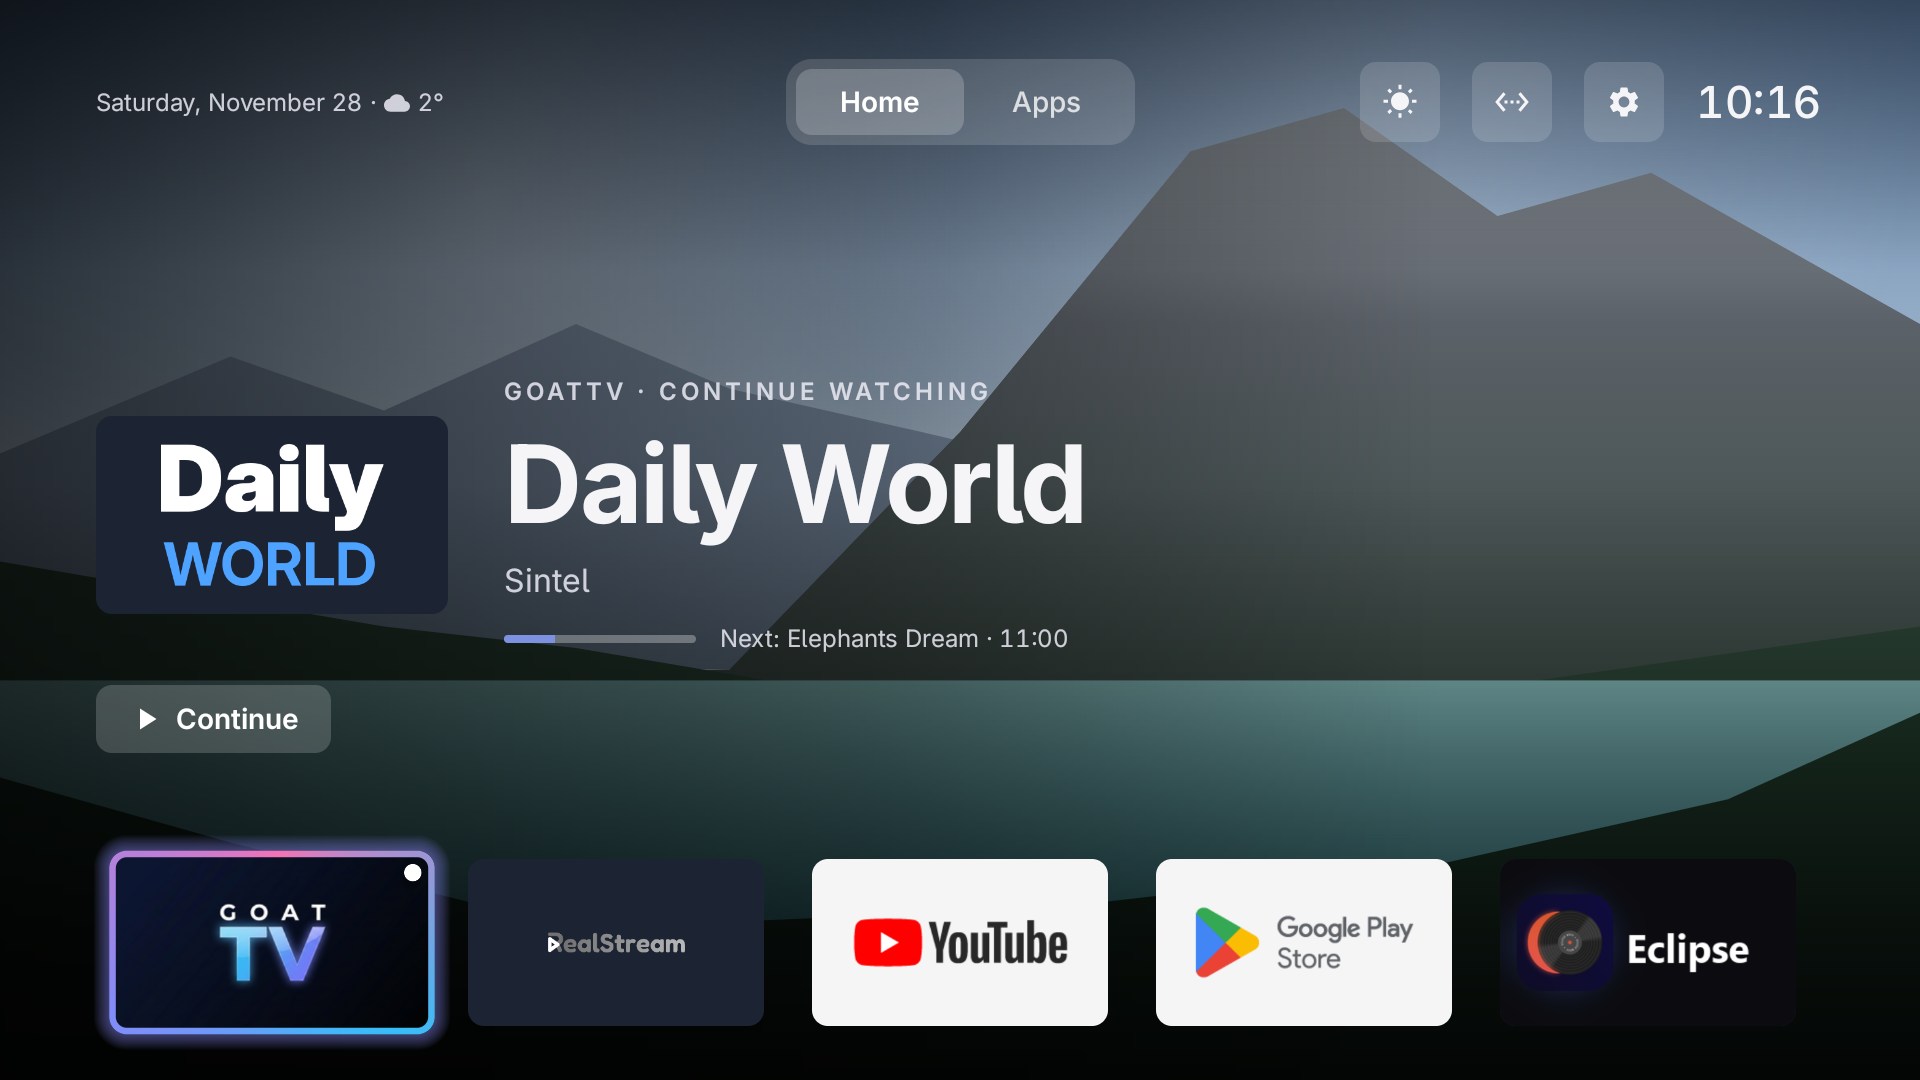 Saturday, November 28 · 2°
Home
Apps
10:16
GOATTV · CONTINUE WATCHING
Daily World
Daily
WORLD
Sintel
Next: Elephants Dream · 11:00
Continue
GOAT
TV
RealStream
YouTube
Google Play
Store
Eclipse